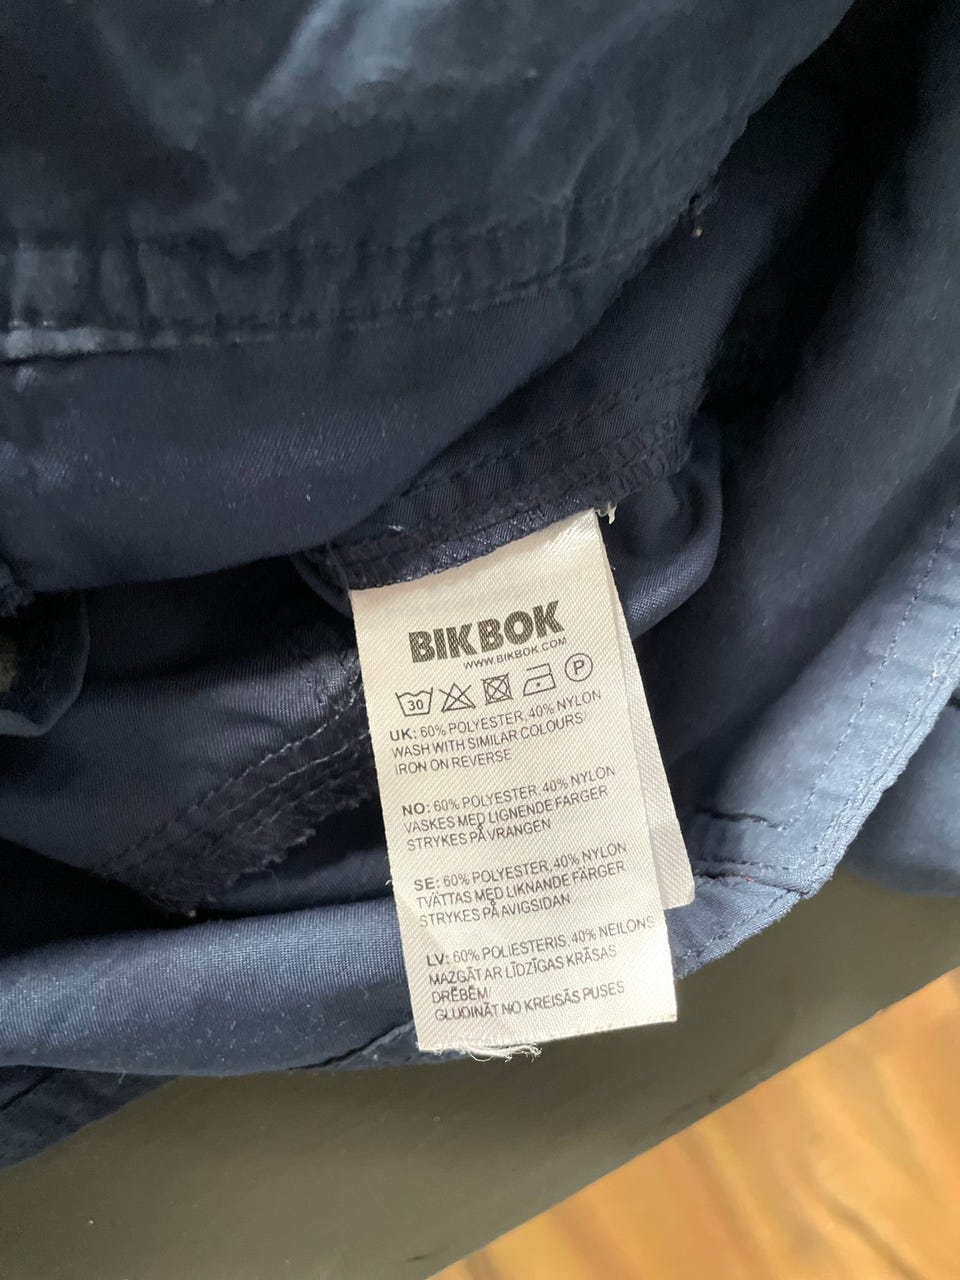 BIKBOK
WWW.BIKBOK.COM
30 P
UK: 60% POLYESTER, 40% NYLON
WASH WITH SIMILAR COLOURS/
IRON ON REVERSE
NO: 60% POLYESTER, 40% NYLON
VASKES MED LIGNENDE FARGER
STRYKES PÅ VRANGEN
SE: 60% POLYESTER, 40% NYLON
TVÄTTAS MED LIKNANDE FÄRGER
STRYKES PÅ AVIGSIDAN
LV: 60% POLIESTERIS, 40% NEILONS
MAZGĀT AR LĪDZĪGAS KRĀSAS
DRĒBĒM/
GLUDINĀT NO KREISĀS PUSES